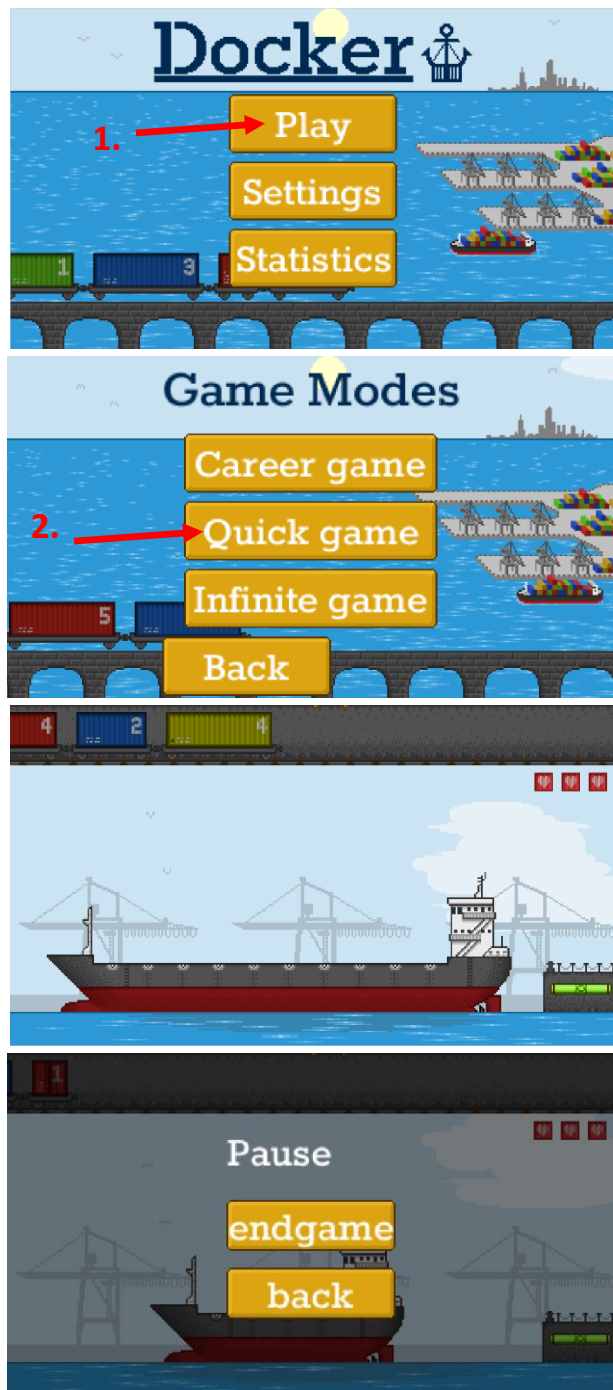 Docker
1.
Play
Settings
Statistics
1 3
Game Modes
Career game
2.
Quick game
Infinite game
5
Back
4 2 4
1
Pause
endgame
back